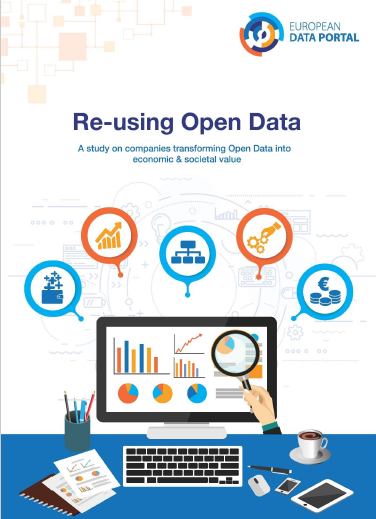 EUROPEAN
DATA PORTAL
Re-using Open Data
A study on companies transforming Open Data into
economic & societal value
€